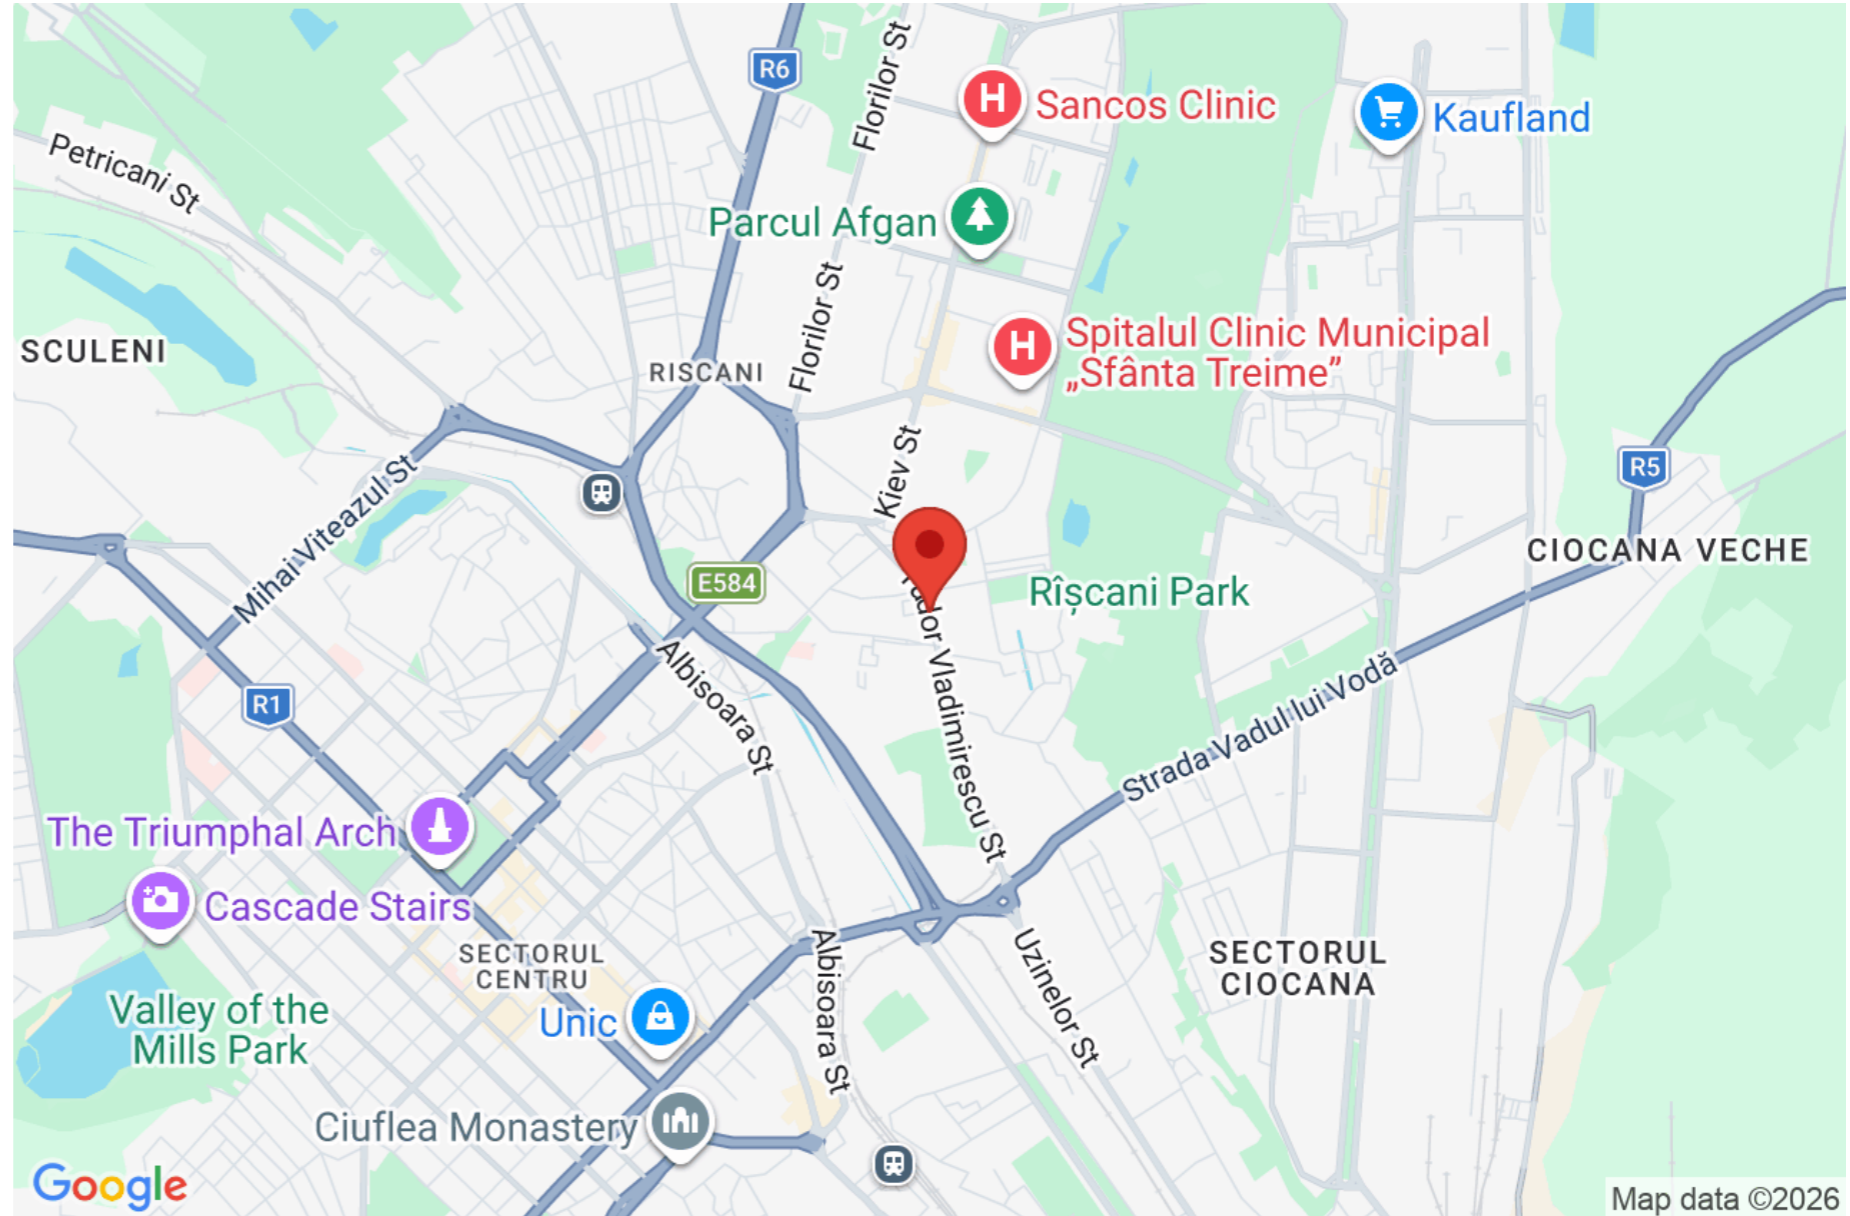 R6
Florilor St
Sancos Clinic
Kaufland
Petricani St
Parcul Afgan
Florilor St
SCULENI
RISCANI
Spitalul Clinic Municipal
„Sfânta Treime”
Kiev St
Mihai Viteazul St
R5
CIOCANA VECHE
E584
Rîșcani Park
Vladimirescu St
Albisoara St
R1
Strada Vadul lui Vodă
The Triumphal Arch
Cascade Stairs
SECTORUL
CENTRU
Albisoara St
Uzinelor St
SECTORUL
CIOCANA
Valley of the
Mills Park
Unic
Ciuflea Monastery
Google
Map data ©2026